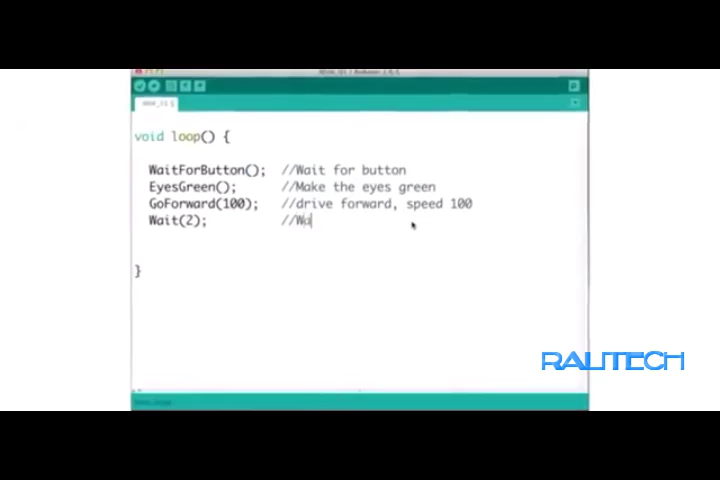 void loop() {
WaitForButton(); //Wait for button
EyesGreen(); //Make the eyes green
GoForward(100); //drive forward, speed 100
Wait(2); //Wa
}
RALITECH